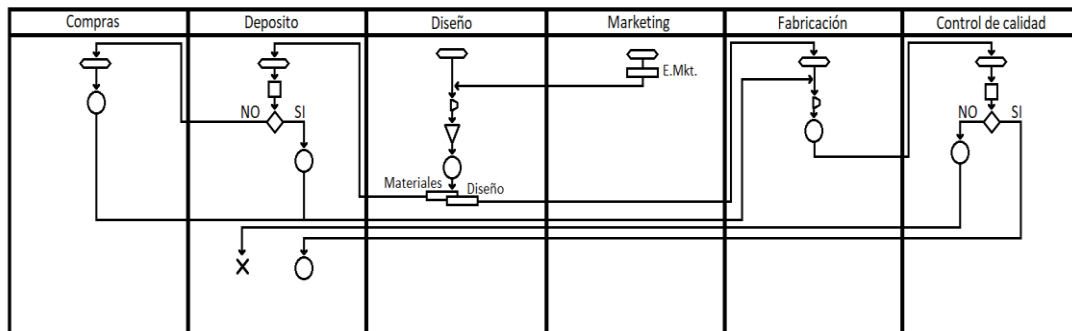 Compras
Deposito
Diseño
Marketing
Fabricación
Control de calidad
E.Mkt.
NO
SI
NO
SI
Materiales
Diseño